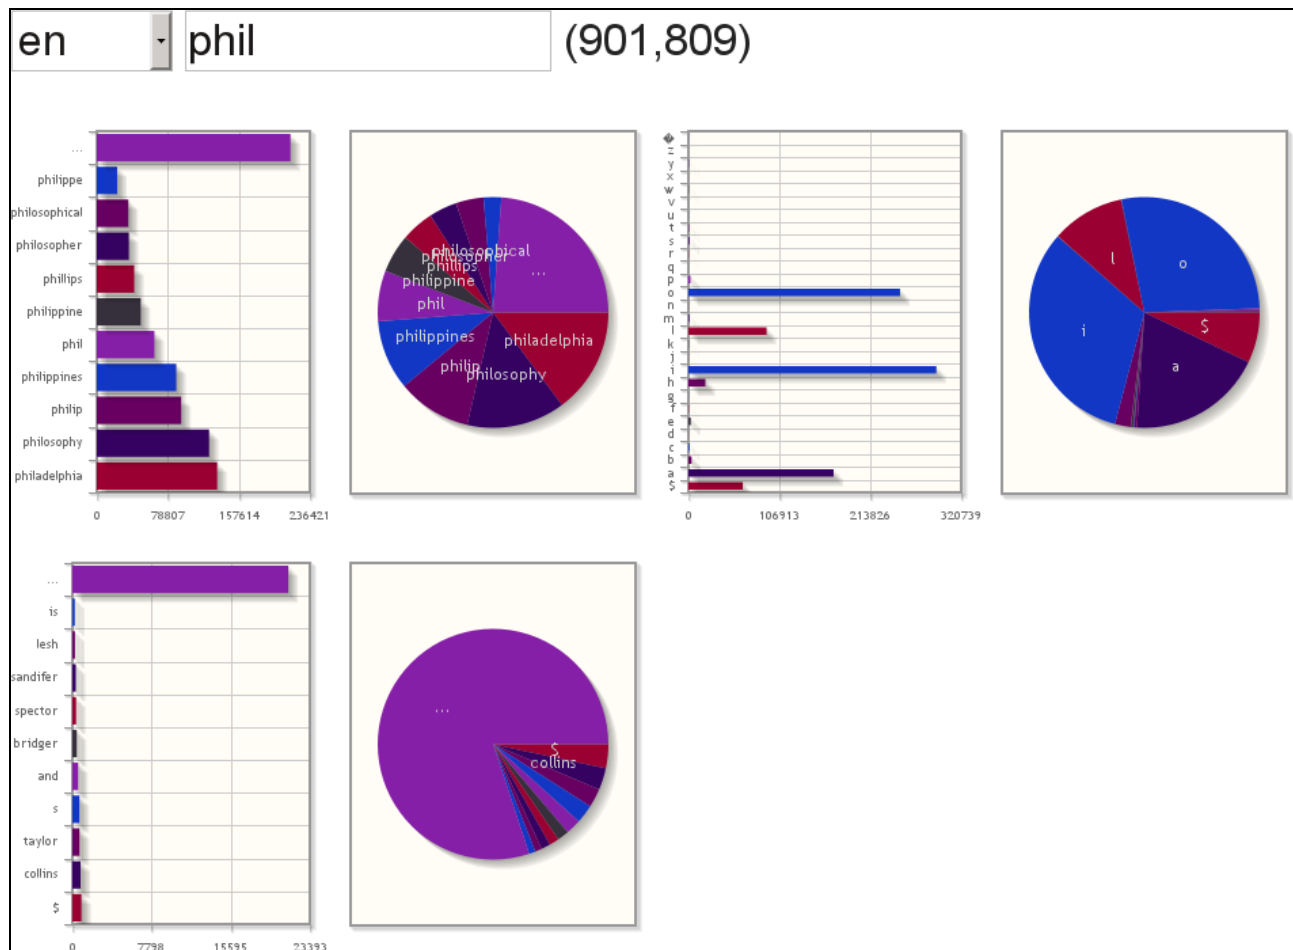 en phil (901,809)
...
philippe
philosophical
philosopher
phillips
philippine
phil
philippines
philip
philosophy
philadelphia
0 78807 157614 236421
philosophical
...
philosopher
phillips
philippine
phil
philippines
philadelphia
philip
philosophy
�
z
y
x
w
v
u
t
s
r
q
p
o
n
m
l
k
j
i
h
g
f
e
d
c
b
a
$
0 106913 213826 320739
l
o
i
$
a
...
is
lesh
sandifer
spector
bridger
and
s
taylor
collins
$
0 7798 15595 23393
...
$
collins